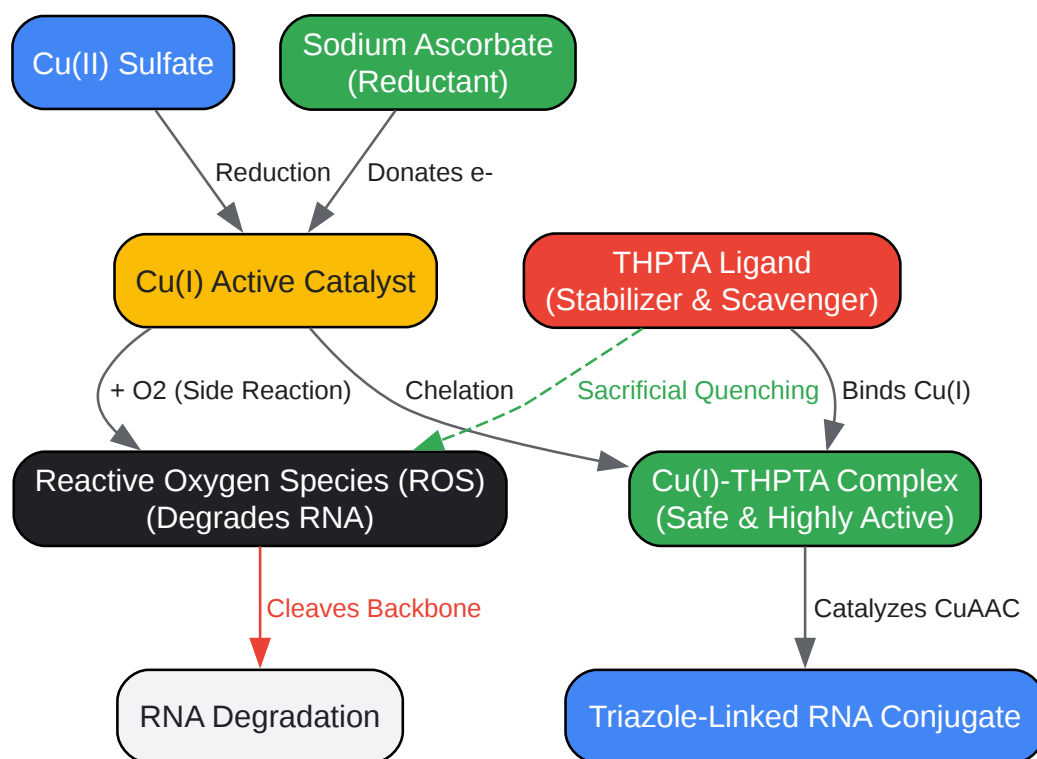 Cu(II) Sulfate
Sodium Ascorbate
(Reductant)
Reduction
Donates e-
Cu(I) Active Catalyst
THPTA Ligand
(Stabilizer & Scavenger)
+ O2 (Side Reaction)
Chelation
Sacrificial Quenching
Binds Cu(I)
Reactive Oxygen Species (ROS)
(Degrades RNA)
Cu(I)-THPTA Complex
(Safe & Highly Active)
Cleaves Backbone
Catalyzes CuAAC
RNA Degradation
Triazole-Linked RNA Conjugate